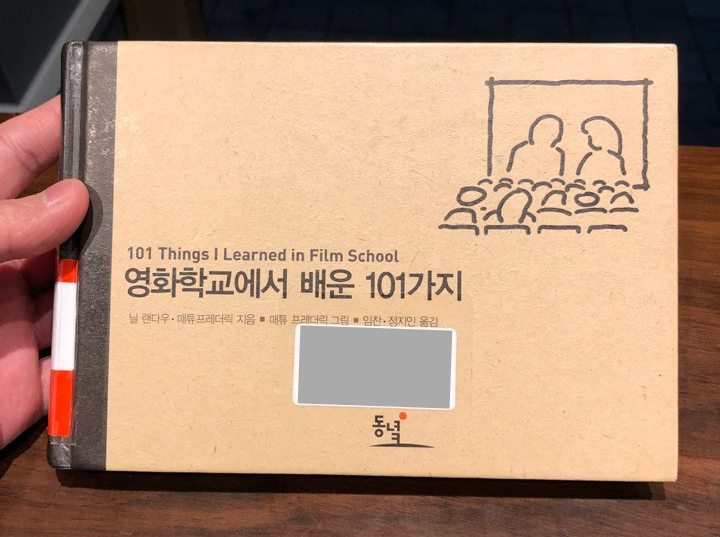 101 Things I Learned in Film School
영화학교에서 배운 101가지
닐 랜다우 · 매튜프레더릭 지음 ■ 매튜 프레더릭 그림 ■ 임찬 · 정지인 옮김
동녘